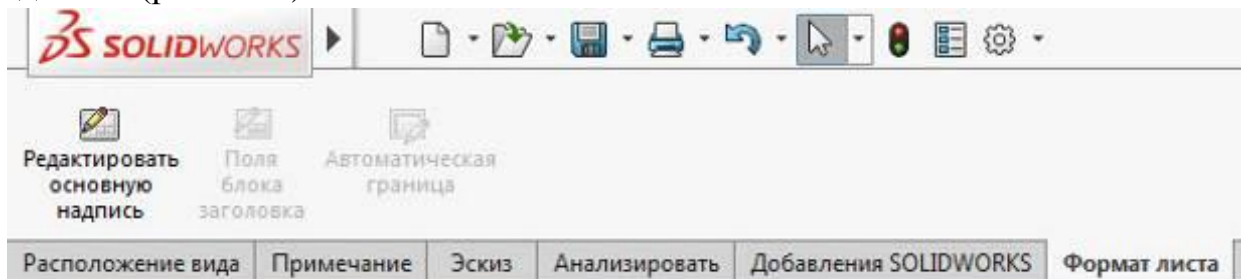 SOLIDWORKS
Редактировать основную надпись
Поля блока заголовка
Автоматическая граница
Расположение вида Примечание Эскиз Анализировать Добавления SOLIDWORKS Формат листа